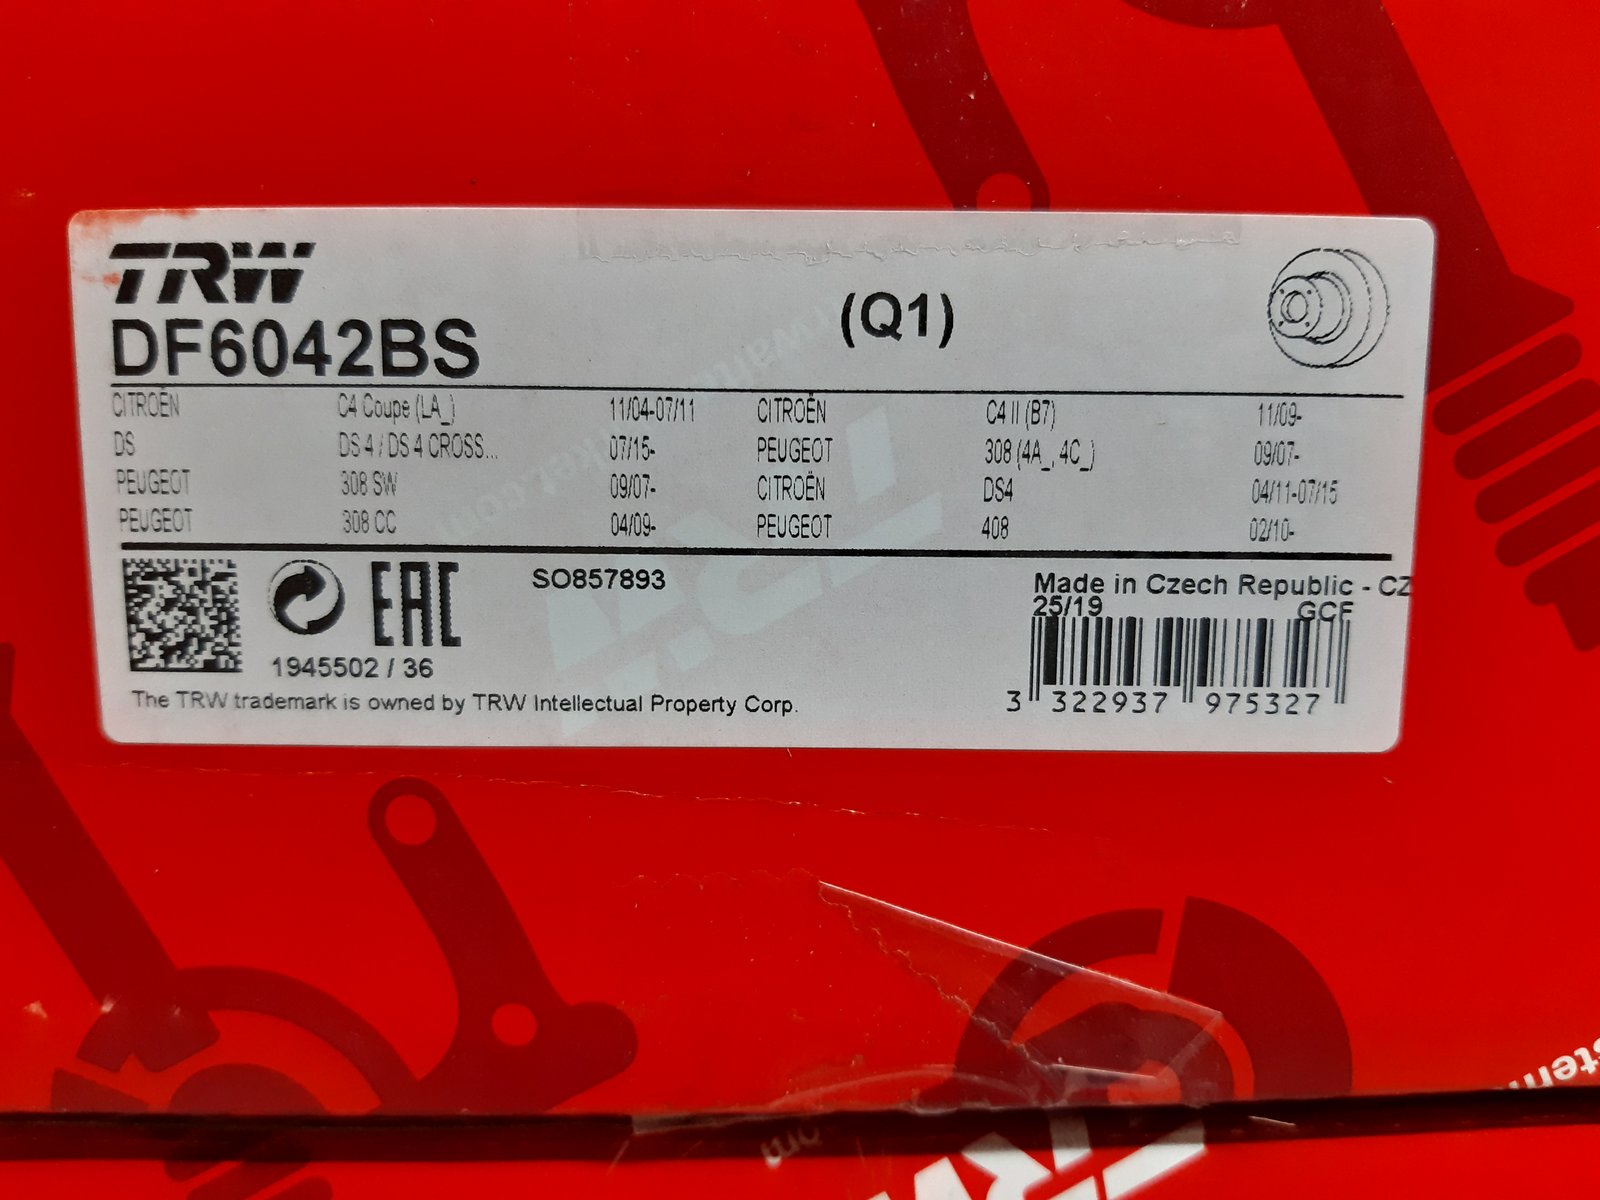 TRW
DF6042BS
(Q1)
CITROËN C4 Coupe (LA_) 11/04-07/11 CITROËN C4 II (B7) 11/09-
DS DS 4 / DS 4 CROSS... 07/15- PEUGEOT 308 (4A_, 4C_) 09/07-
PEUGEOT 308 SW 09/07- CITROËN DS4 04/11-07/15
PEUGEOT 308 CC 04/09- PEUGEOT 408 02/10-
EAC
SO857893
Made in Czech Republic - CZ
25/19 GCF
1945502 / 36
The TRW trademark is owned by TRW Intellectual Property Corp.
3 322937 975327